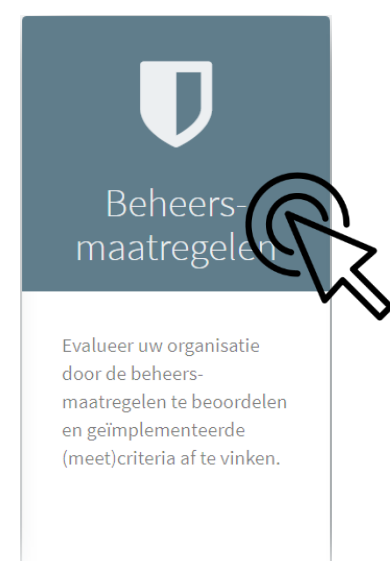 Beheers-
maatregelen
Evalueer uw organisatie
door de beheers-
maatregelen te beoordelen
en geïmplementeerde
(meet)criteria af te vinken.